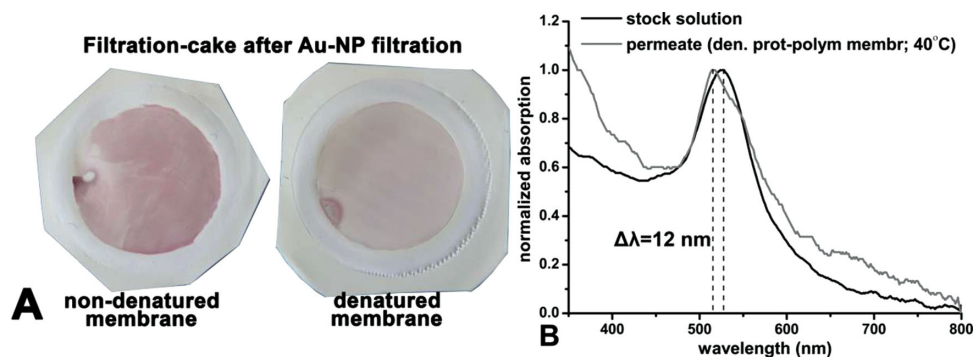 Filtration-cake after Au-NP filtration
A
non-denatured
membrane
denatured
membrane
B
stock solution
permeate (den. prot-polym membr; 40°C)
normalized absorption
1.2
1.0
0.8
0.6
0.4
0.2
0.0
Δλ=12 nm
400
500
600
700
800
wavelength (nm)